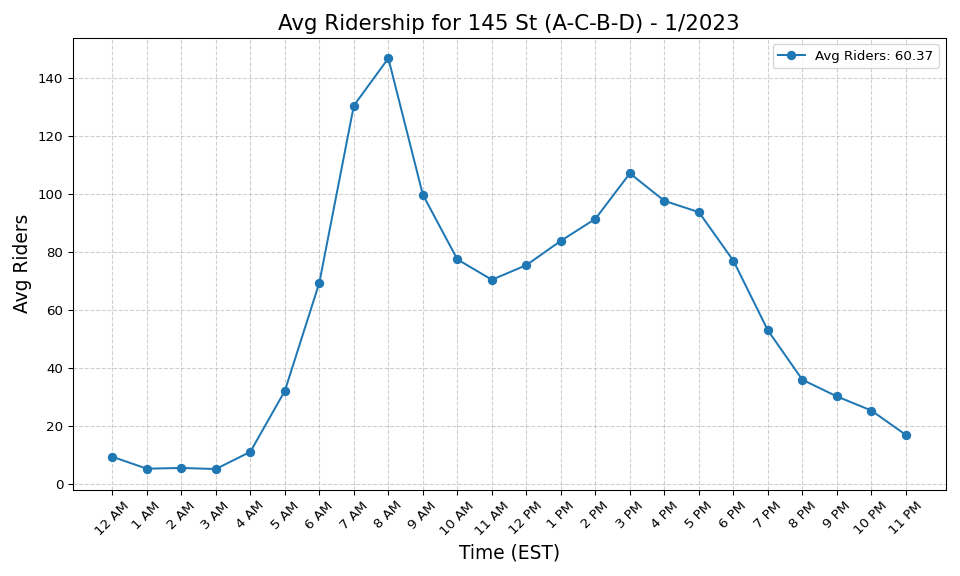 Avg Ridership for 145 St (A-C-B-D) - 1/2023
Avg Riders: 60.37
Avg Riders
140
120
100
80
60
40
20
0
12 AM
1 AM
2 AM
3 AM
4 AM
5 AM
6 AM
7 AM
8 AM
9 AM
10 AM
11 AM
12 PM
1 PM
2 PM
3 PM
4 PM
5 PM
6 PM
7 PM
8 PM
9 PM
10 PM
11 PM
Time (EST)